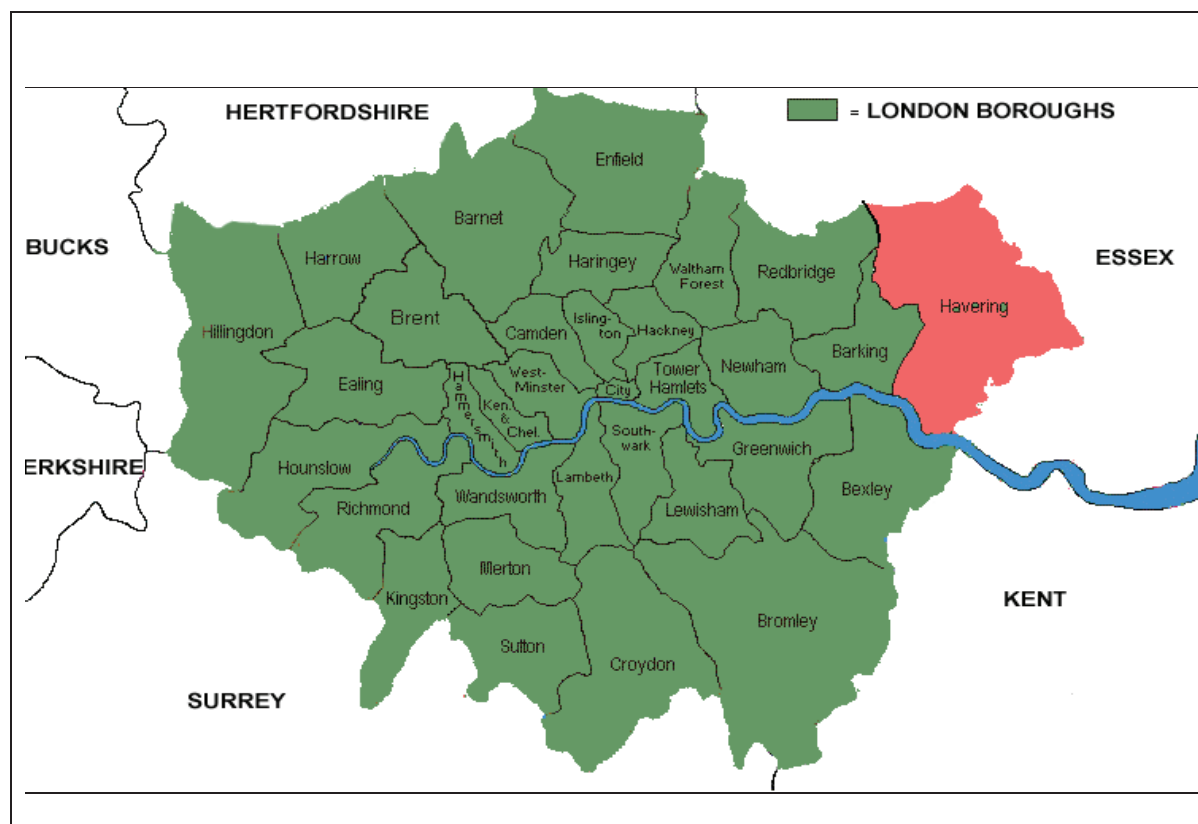 HERTFORDSHIRE
= LONDON BOROUGHS
Enfield
Barnet
BUCKS
Harrow
Haringey
Waltham
Forest
Redbridge
ESSEX
Havering
Hillingdon
Brent
Camden
Isling-
ton
Hackney
Newham
Barking
Ealing
West-
Minster
Tower
Hamlets
City
Hammersmith
Ken.
&
Chel.
South-
wark
Greenwich
ERKSHIRE
Hounslow
Richmond
Wandsworth
Lambeth
Lewisham
Bexley
Merton
Kingston
KENT
Bromley
Sutton
Croydon
SURREY